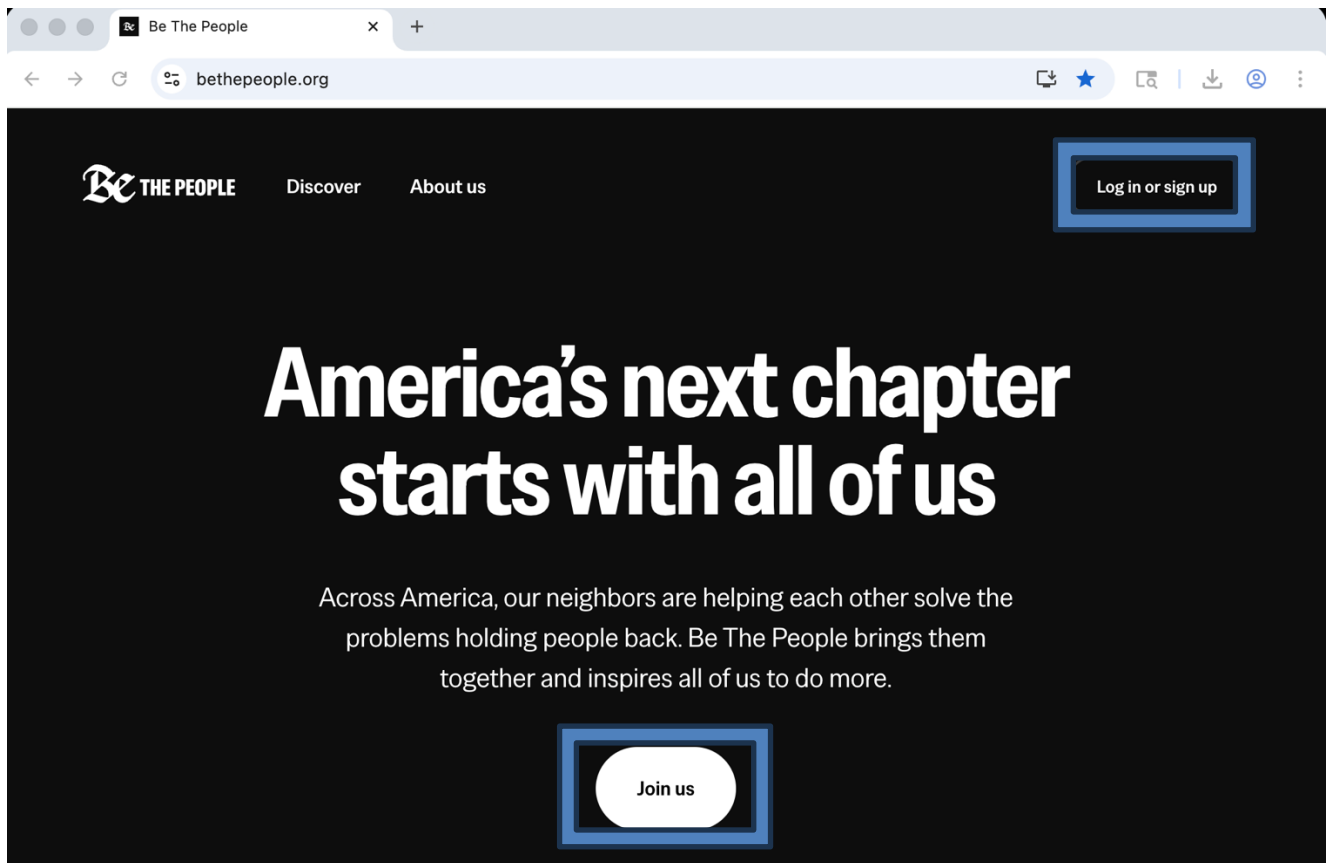 Be The People
bethepeople.org
Be THE PEOPLE Discover About us Log in or sign up
America’s next chapter
starts with all of us
Across America, our neighbors are helping each other solve the
problems holding people back. Be The People brings them
together and inspires all of us to do more.
Join us